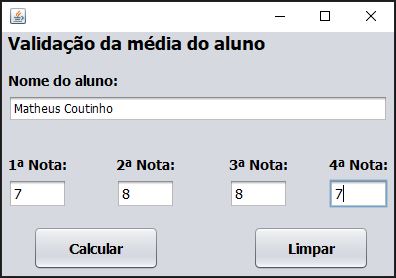 Validação da média do aluno
Nome do aluno:
Matheus Coutinho
1ª Nota: 2ª Nota: 3ª Nota: 4ª Nota:
7 8 8 7
Calcular Limpar